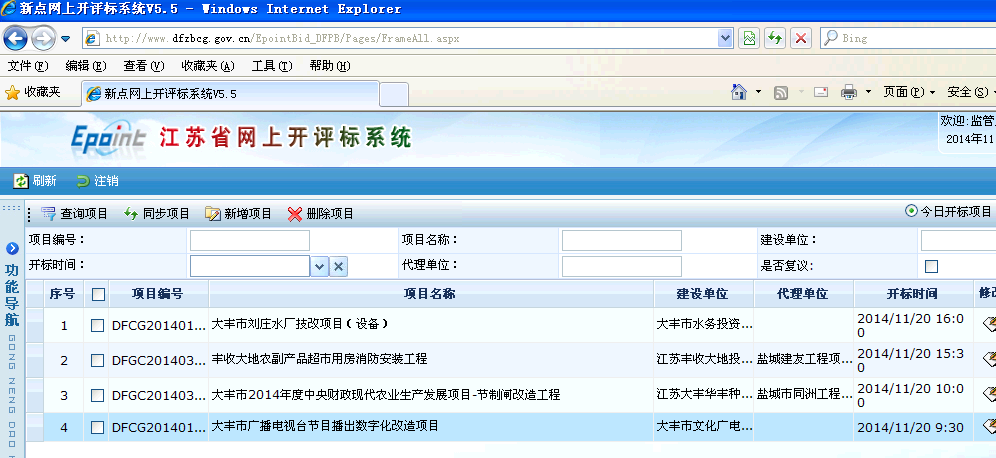 新点网上开评标系统V5.5 - Windows Internet Explorer
http://www.dfzbcg.gov.cn/EpointBid_DFPB/Pages/FrameAll.aspx
Bing
文件(F) 编辑(E) 查看(V) 收藏夹(A) 工具(T) 帮助(H)
收藏夹 新点网上开评标系统V5.5 页面(P) 安全(S)
Epoint 江苏省网上开评标系统
欢迎:监管
2014年11
刷新 注销
查询项目 同步项目 新增项目 删除项目 今日开标项目
项目编号： 项目名称： 建设单位：
开标时间： 代理单位： 是否复议:
功能导航
序号 项目编号 项目名称 建设单位 代理单位 开标时间 修改
1 DFCG201401... 大丰市刘庄水厂技改项目（设备） 大丰市水务投资... 2014/11/20 16:00
2 DFGC201403... 丰收大地农副产品超市用房消防安装工程 江苏丰收大地投... 盐城建友工程项... 2014/11/20 15:30
3 DFGC201403... 大丰市2014年度中央财政现代农业生产发展项目-节制闸改造工程 江苏大丰华丰种... 盐城市同洲工程... 2014/11/20 10:00
4 DFCG201401... 大丰市广播电视台节目播出数字化改造项目 大丰市文化广电... 2014/11/20 9:30